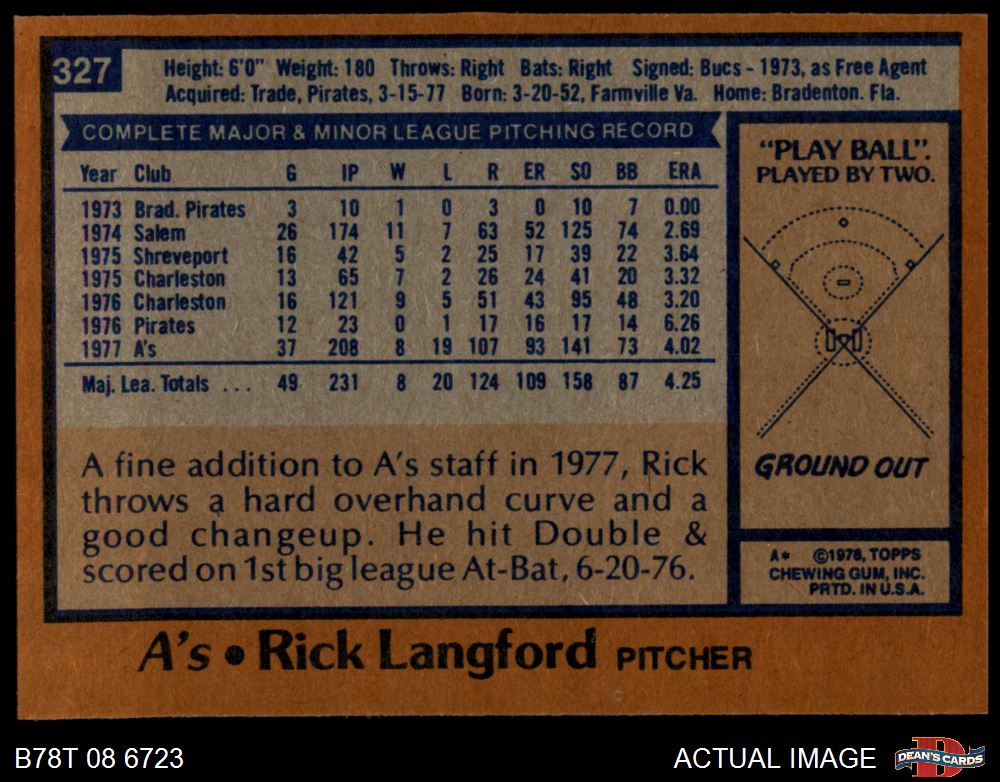 327
Height: 6'0" Weight: 180 Throws: Right Bats: Right Signed: Bucs - 1973, as Free Agent
Acquired: Trade, Pirates, 3-15-77 Born: 3-20-52, Farmville Va. Home: Bradenton. Fla.
COMPLETE MAJOR & MINOR LEAGUE PITCHING RECORD
Year Club G IP W L R ER SO BB ERA
1973 Brad. Pirates 3 10 1 0 3 0 10 7 0.00
1974 Salem 26 174 11 7 63 52 125 74 2.69
1975 Shreveport 16 42 5 2 25 17 39 22 3.64
1975 Charleston 13 65 7 2 26 24 41 20 3.32
1976 Charleston 16 121 9 5 51 43 95 48 3.20
1976 Pirates 12 23 0 1 17 16 17 14 6.26
1977 A's 37 208 8 19 107 93 141 73 4.02
Maj. Lea. Totals ... 49 231 8 20 124 109 158 87 4.25
A fine addition to A's staff in 1977, Rick
throws a hard overhand curve and a
good changeup. He hit Double &
scored on 1st big league At-Bat, 6-20-76.
"PLAY BALL".
PLAYED BY TWO.
GROUND OUT
A* ©1978, TOPPS
CHEWING GUM, INC.
PRTD. IN U.S.A.
A's • Rick Langford PITCHER
B78T 08 6723
ACTUAL IMAGE
D
DEAN'S CARDS